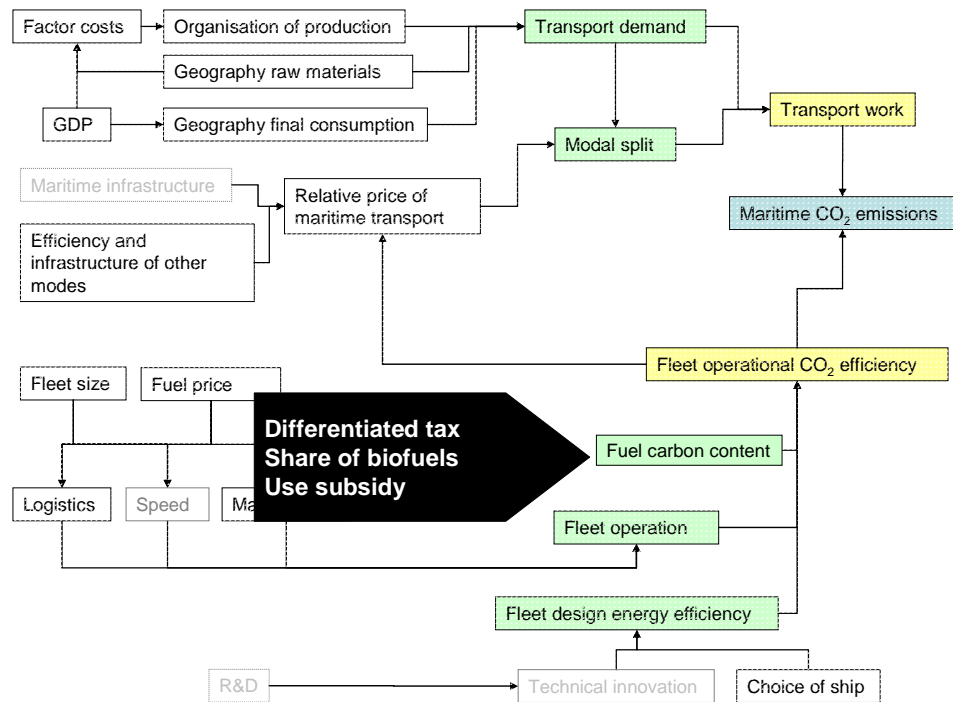 Factor costs
Organisation of production
Transport demand
Geography raw materials
GDP
Geography final consumption
Transport work
Modal split
Maritime infrastructure
Relative price of
maritime transport
Maritime CO₂ emissions
Efficiency and
infrastructure of other
modes
Fleet operational CO₂ efficiency
Fleet size
Fuel price
Differentiated tax
Share of biofuels
Use subsidy
Fuel carbon content
Logistics
Speed
Ma
Fleet operation
Fleet design energy efficiency
R&D
Technical innovation
Choice of ship